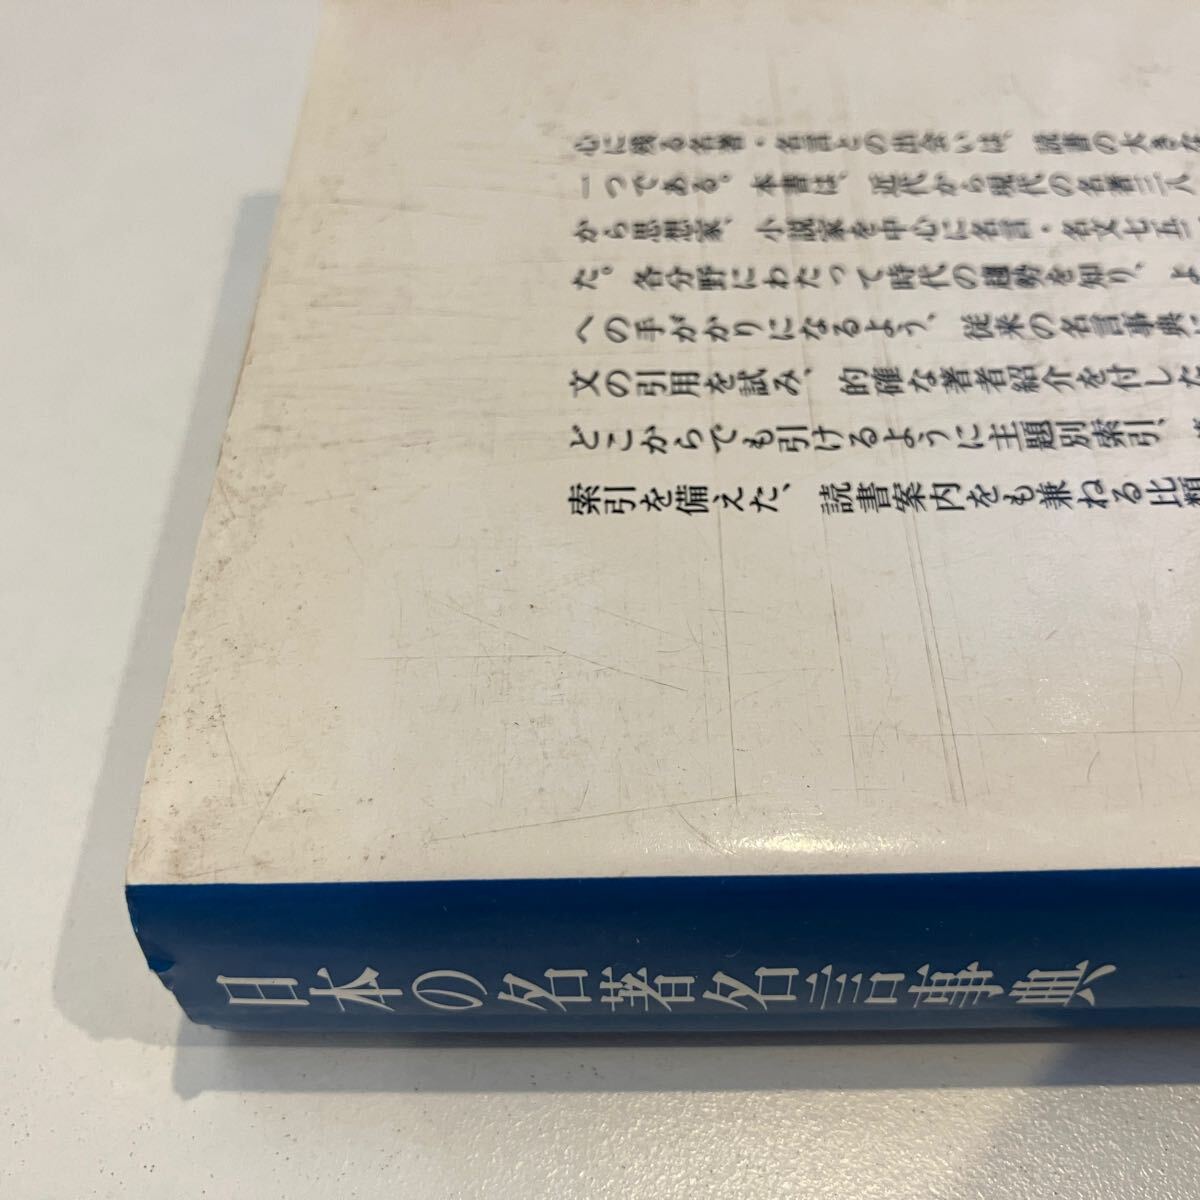 心に残る名著・名言との出会いは、読書の大きな
一つである。本書は、近代から現代の名著三八
から思想家、小説家を中心に名言・名文七五二
た。各分野にわたって時代の趨勢を知り、よ
への手がかりになるよう、従来の名言事典に
文の引用を試み、的確な著者紹介を付した
どこからでも引けるように主題別索引、
索引を備えた、読書案内をも兼ねる比類
日本の名著名言事典